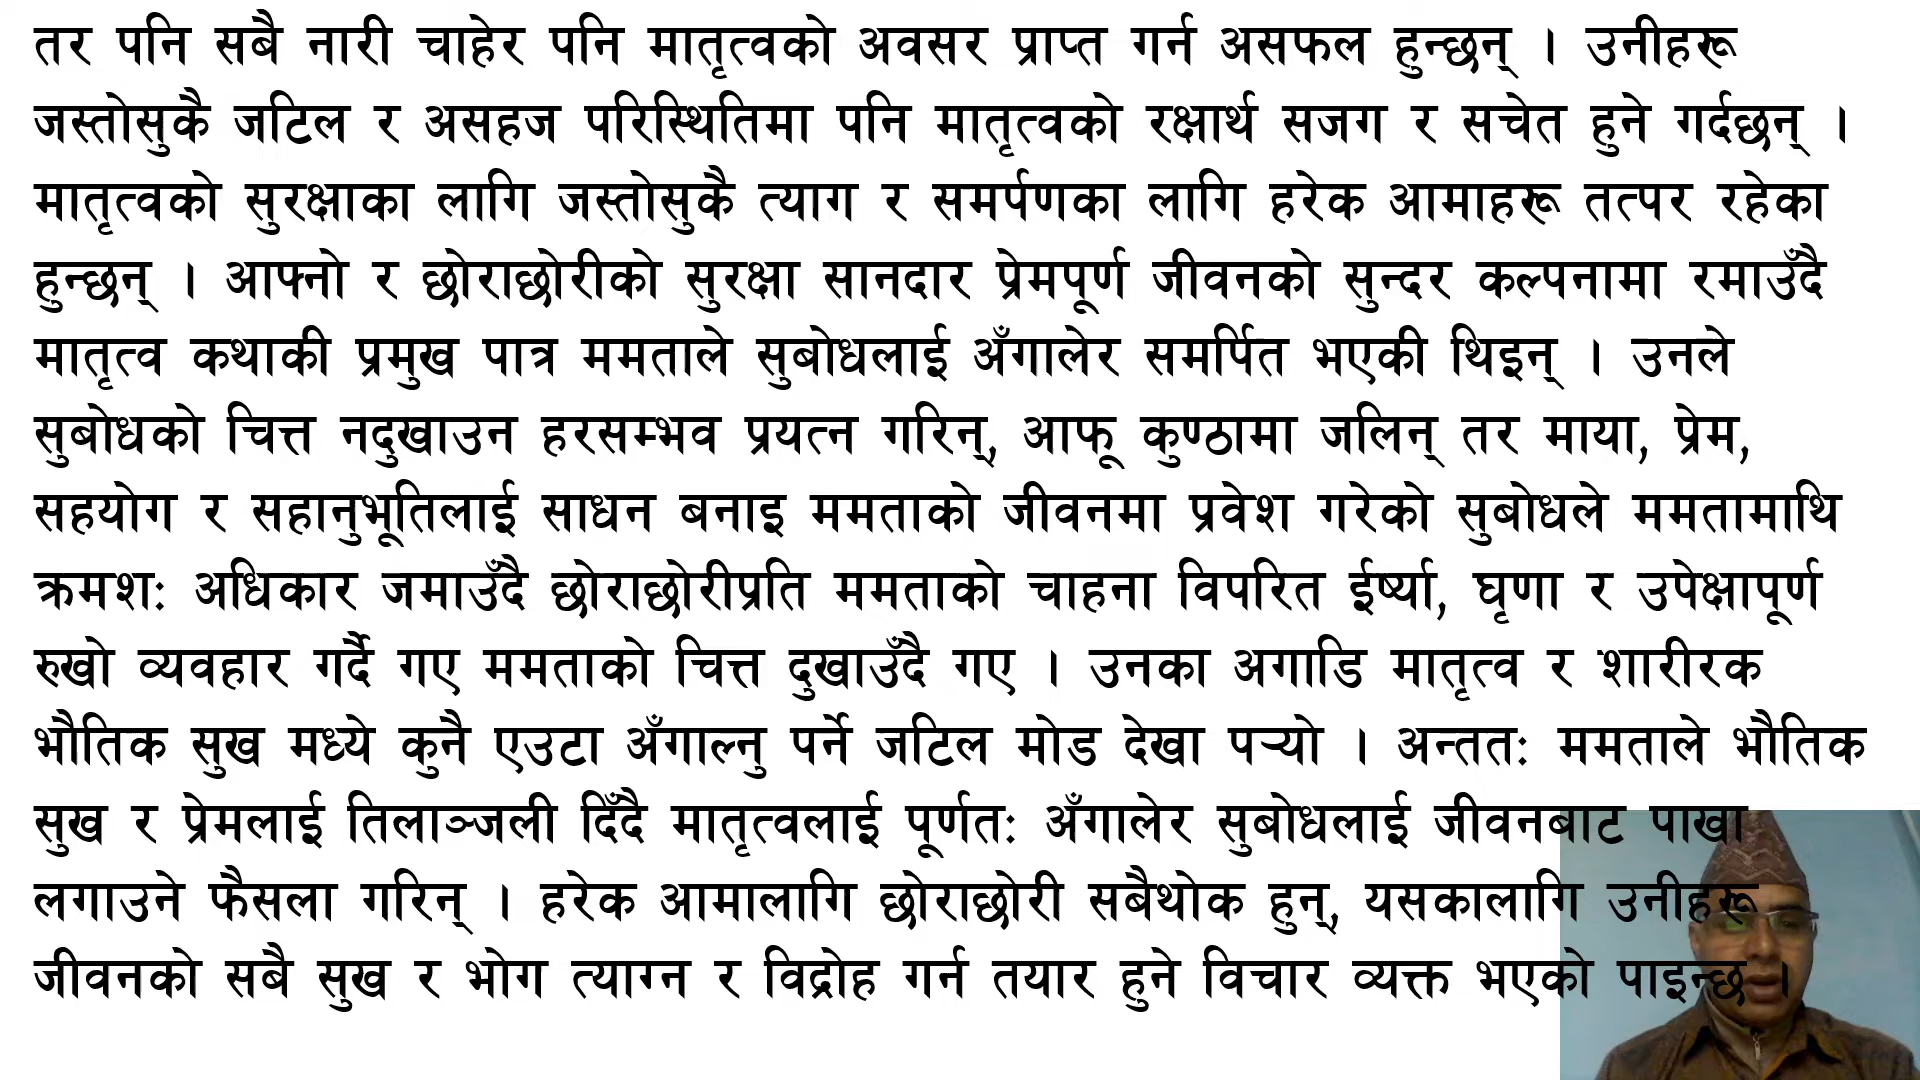 तर पनि सबै नारी चाहेर पनि मातृत्वको अवसर प्राप्त गर्न असफल हुन्छन् । उनीहरू
जस्तोसुकै जटिल र असहज परिस्थितिमा पनि मातृत्वको रक्षार्थ सजग र सचेत हुने गर्दछन् ।
मातृत्वको सुरक्षाका लागि जस्तोसुकै त्याग र समर्पणका लागि हरेक आमाहरू तत्पर रहेका
हुन्छन् । आफ्नो र छोराछोरीको सुरक्षा सानदार प्रेमपूर्ण जीवनको सुन्दर कल्पनामा रमाउँदै
मातृत्व कथाकी प्रमुख पात्र ममताले सुबोधलाई अँगालेर समर्पित भएकी थिइन् । उनले
सुबोधको चित्त नदुखाउन हरसम्भव प्रयत्न गरिन्, आफू कुण्ठामा जलिन् तर माया, प्रेम,
सहयोग र सहानुभूतिलाई साधन बनाइ ममताको जीवनमा प्रवेश गरेको सुबोधले ममतामाथि
क्रमशः अधिकार जमाउँदै छोराछोरीप्रति ममताको चाहना विपरित ईर्ष्या, घृणा र उपेक्षापूर्ण
रुखो व्यवहार गर्दै गए ममताको चित्त दुखाउँदै गए । उनका अगाडि मातृत्व र शारीरक
भौतिक सुख मध्ये कुनै एउटा अँगाल्नु पर्ने जटिल मोड देखा पऱ्यो । अन्ततः ममताले भौतिक
सुख र प्रेमलाई तिलाञ्जली दिँदै मातृत्वलाई पूर्णतः अँगालेर सुबोधलाई जीवनबाट पाखा
लगाउने फैसला गरिन् । हरेक आमालागि छोराछोरी सबैथोक हुन्, यसकालागि उनीहरू
जीवनको सबै सुख र भोग त्याग्न र विद्रोह गर्न तयार हुने विचार व्यक्त भएको पाइन्छ ।